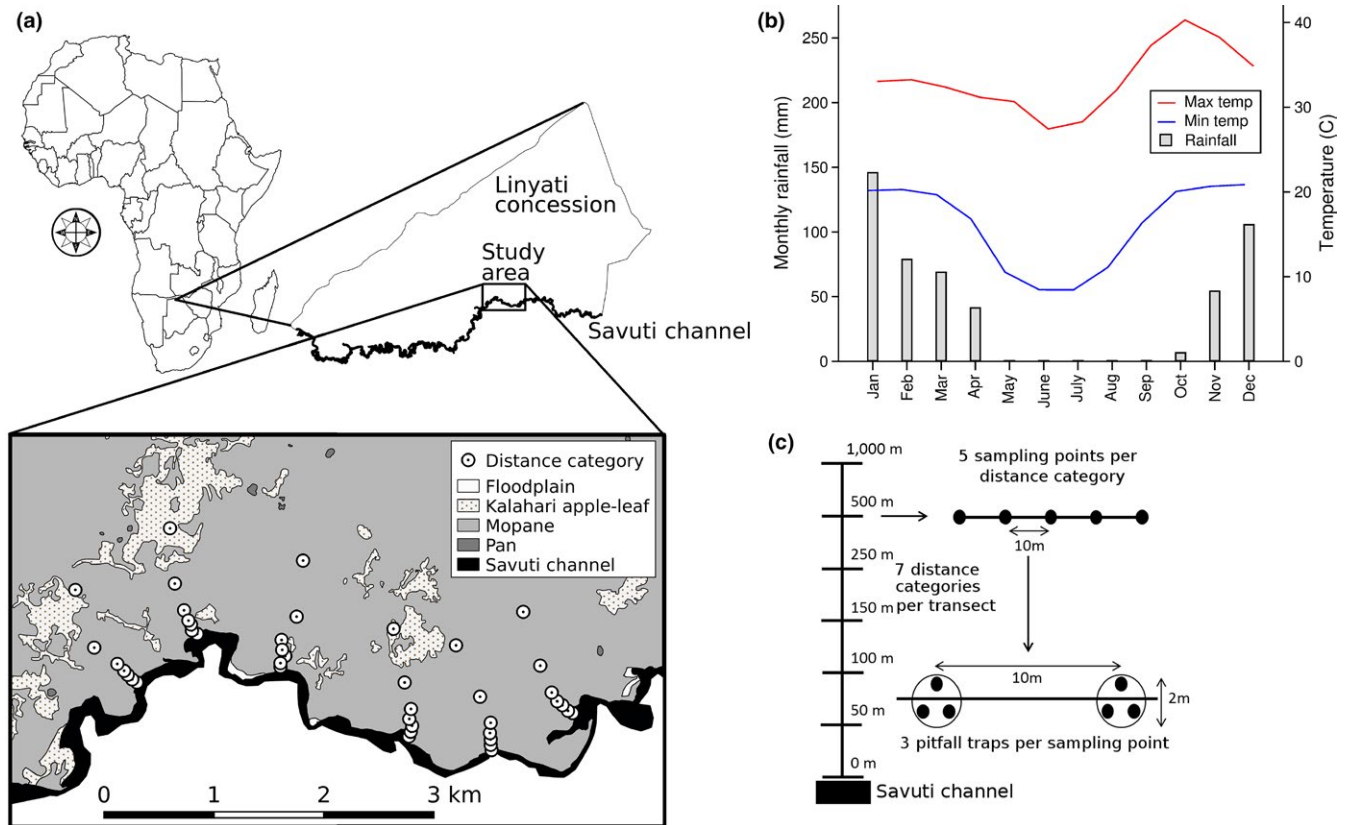 (a)
Linyati
concession
Study
area
Savuti channel
Distance category
Floodplain
Kalahari apple-leaf
Mopane
Pan
Savuti channel
0 1 2 3 km
(b)
Monthly rainfall (mm)
250
200
150
100
50
0
Max temp
Min temp
Rainfall
40
30
20
10
0
Temperature (C)
Jan Feb Mar Apr May June July Aug Sep Oct Nov Dec
(c)
1,000 m
500 m
250 m
150 m
100 m
50 m
0 m
Savuti channel
5 sampling points per
distance category
10m
7 distance
categories
per transect
10m
2m
3 pitfall traps per sampling point